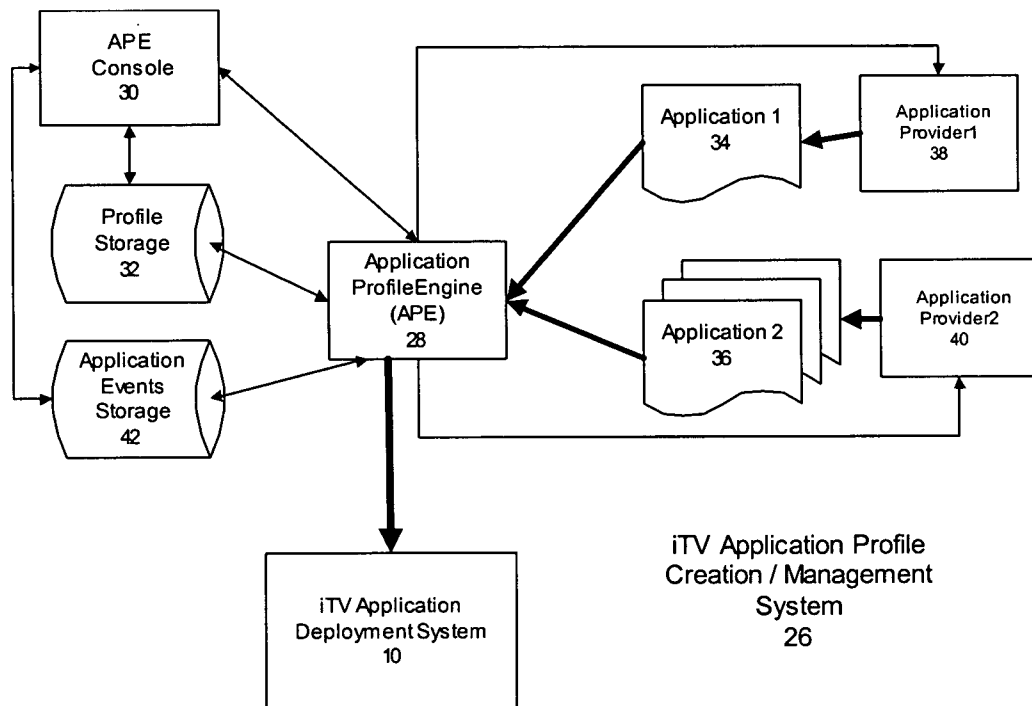 APE
Console
30
Profile
Storage
32
Application
Events
Storage
42
Application
ProfileEngine
(APE)
28
Application 1
34
Application
Provider1
38
Application 2
36
Application
Provider2
40
iTV Application
Deployment System
10
iTV Application Profile
Creation / Management
System
26